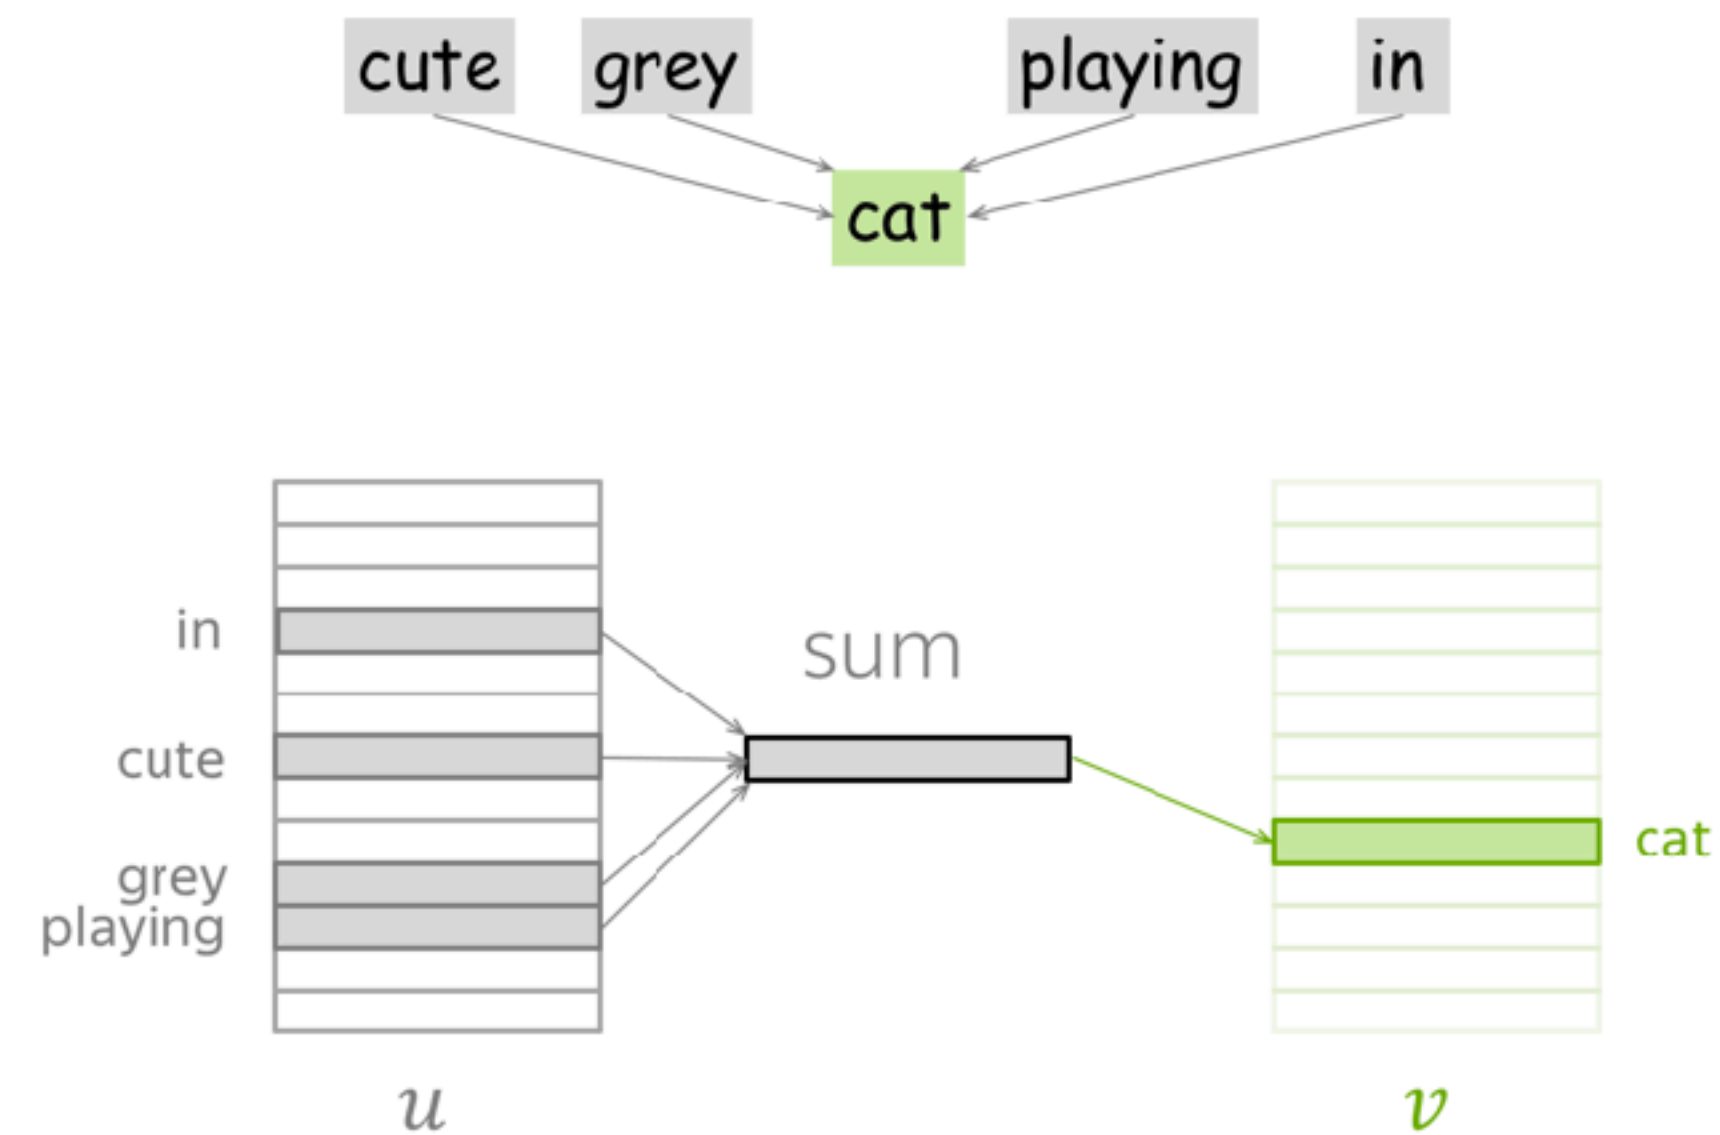 cute grey playing in
cat
in
sum
cute
cat
grey
playing
u
v